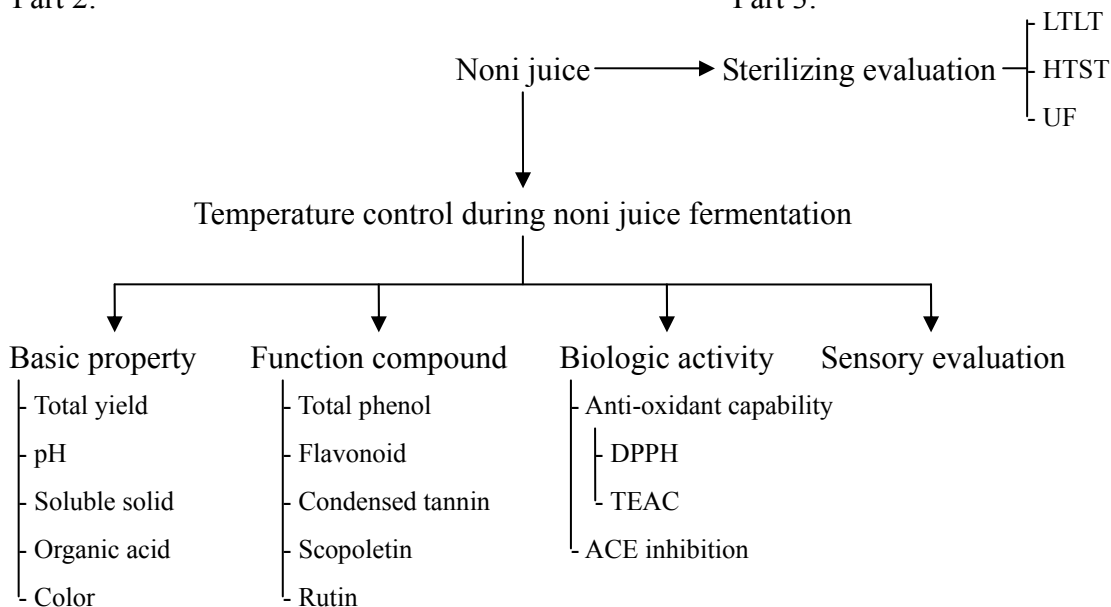 Part 2:
Part 3:
- LTLT
Noni juice
Sterilizing evaluation
- HTST
- UF
Temperature control during noni juice fermentation
Basic property
Function compound
Biologic activity
Sensory evaluation
- Total yield
- pH
- Soluble solid
- Organic acid
- Color
- Total phenol
- Flavonoid
- Condensed tannin
- Scopoletin
- Rutin
- Anti-oxidant capability
- DPPH
- TEAC
- ACE inhibition